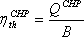 η_th^CHP = Q^CHP / B